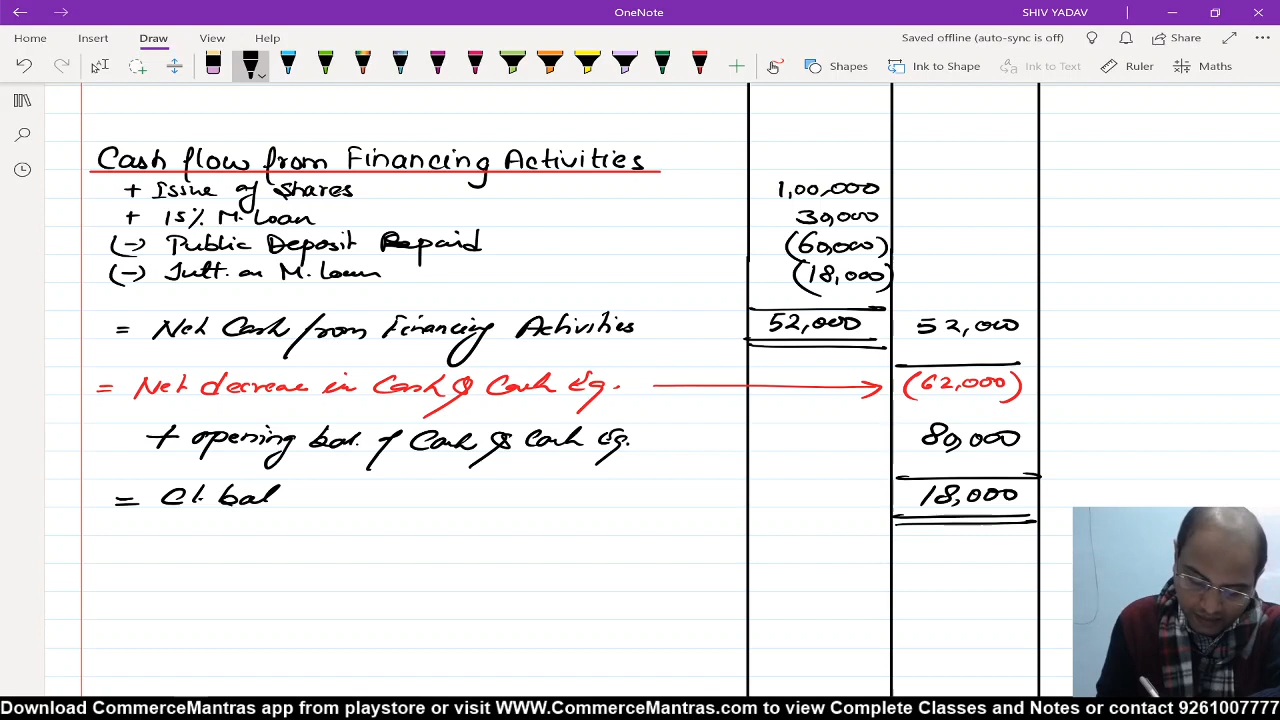 OneNote
SHIV YADAV
Home Insert Draw View Help
Saved offline (auto-sync is off) Share
Shapes Ink to Shape Ink to Text Ruler Maths
Cash flow from Financing Activities
+ Issue of Shares 1,00,000
+ 15% M. Loan 30,000
(-) Public Deposit Repaid (60,000)
(-) Intt. on M. Loan (18,000)
= Net Cash from Financing Activities 52,000 52,000
= Net decrease in Cash & Cash Eq. (62,000)
+ opening bal. of Cash & Cash Eq. 80,000
= Cl. bal 18,000
Download CommerceMantras app from playstore or visit WWW.CommerceMantras.com to view Complete Classes and Notes or contact 9261007777